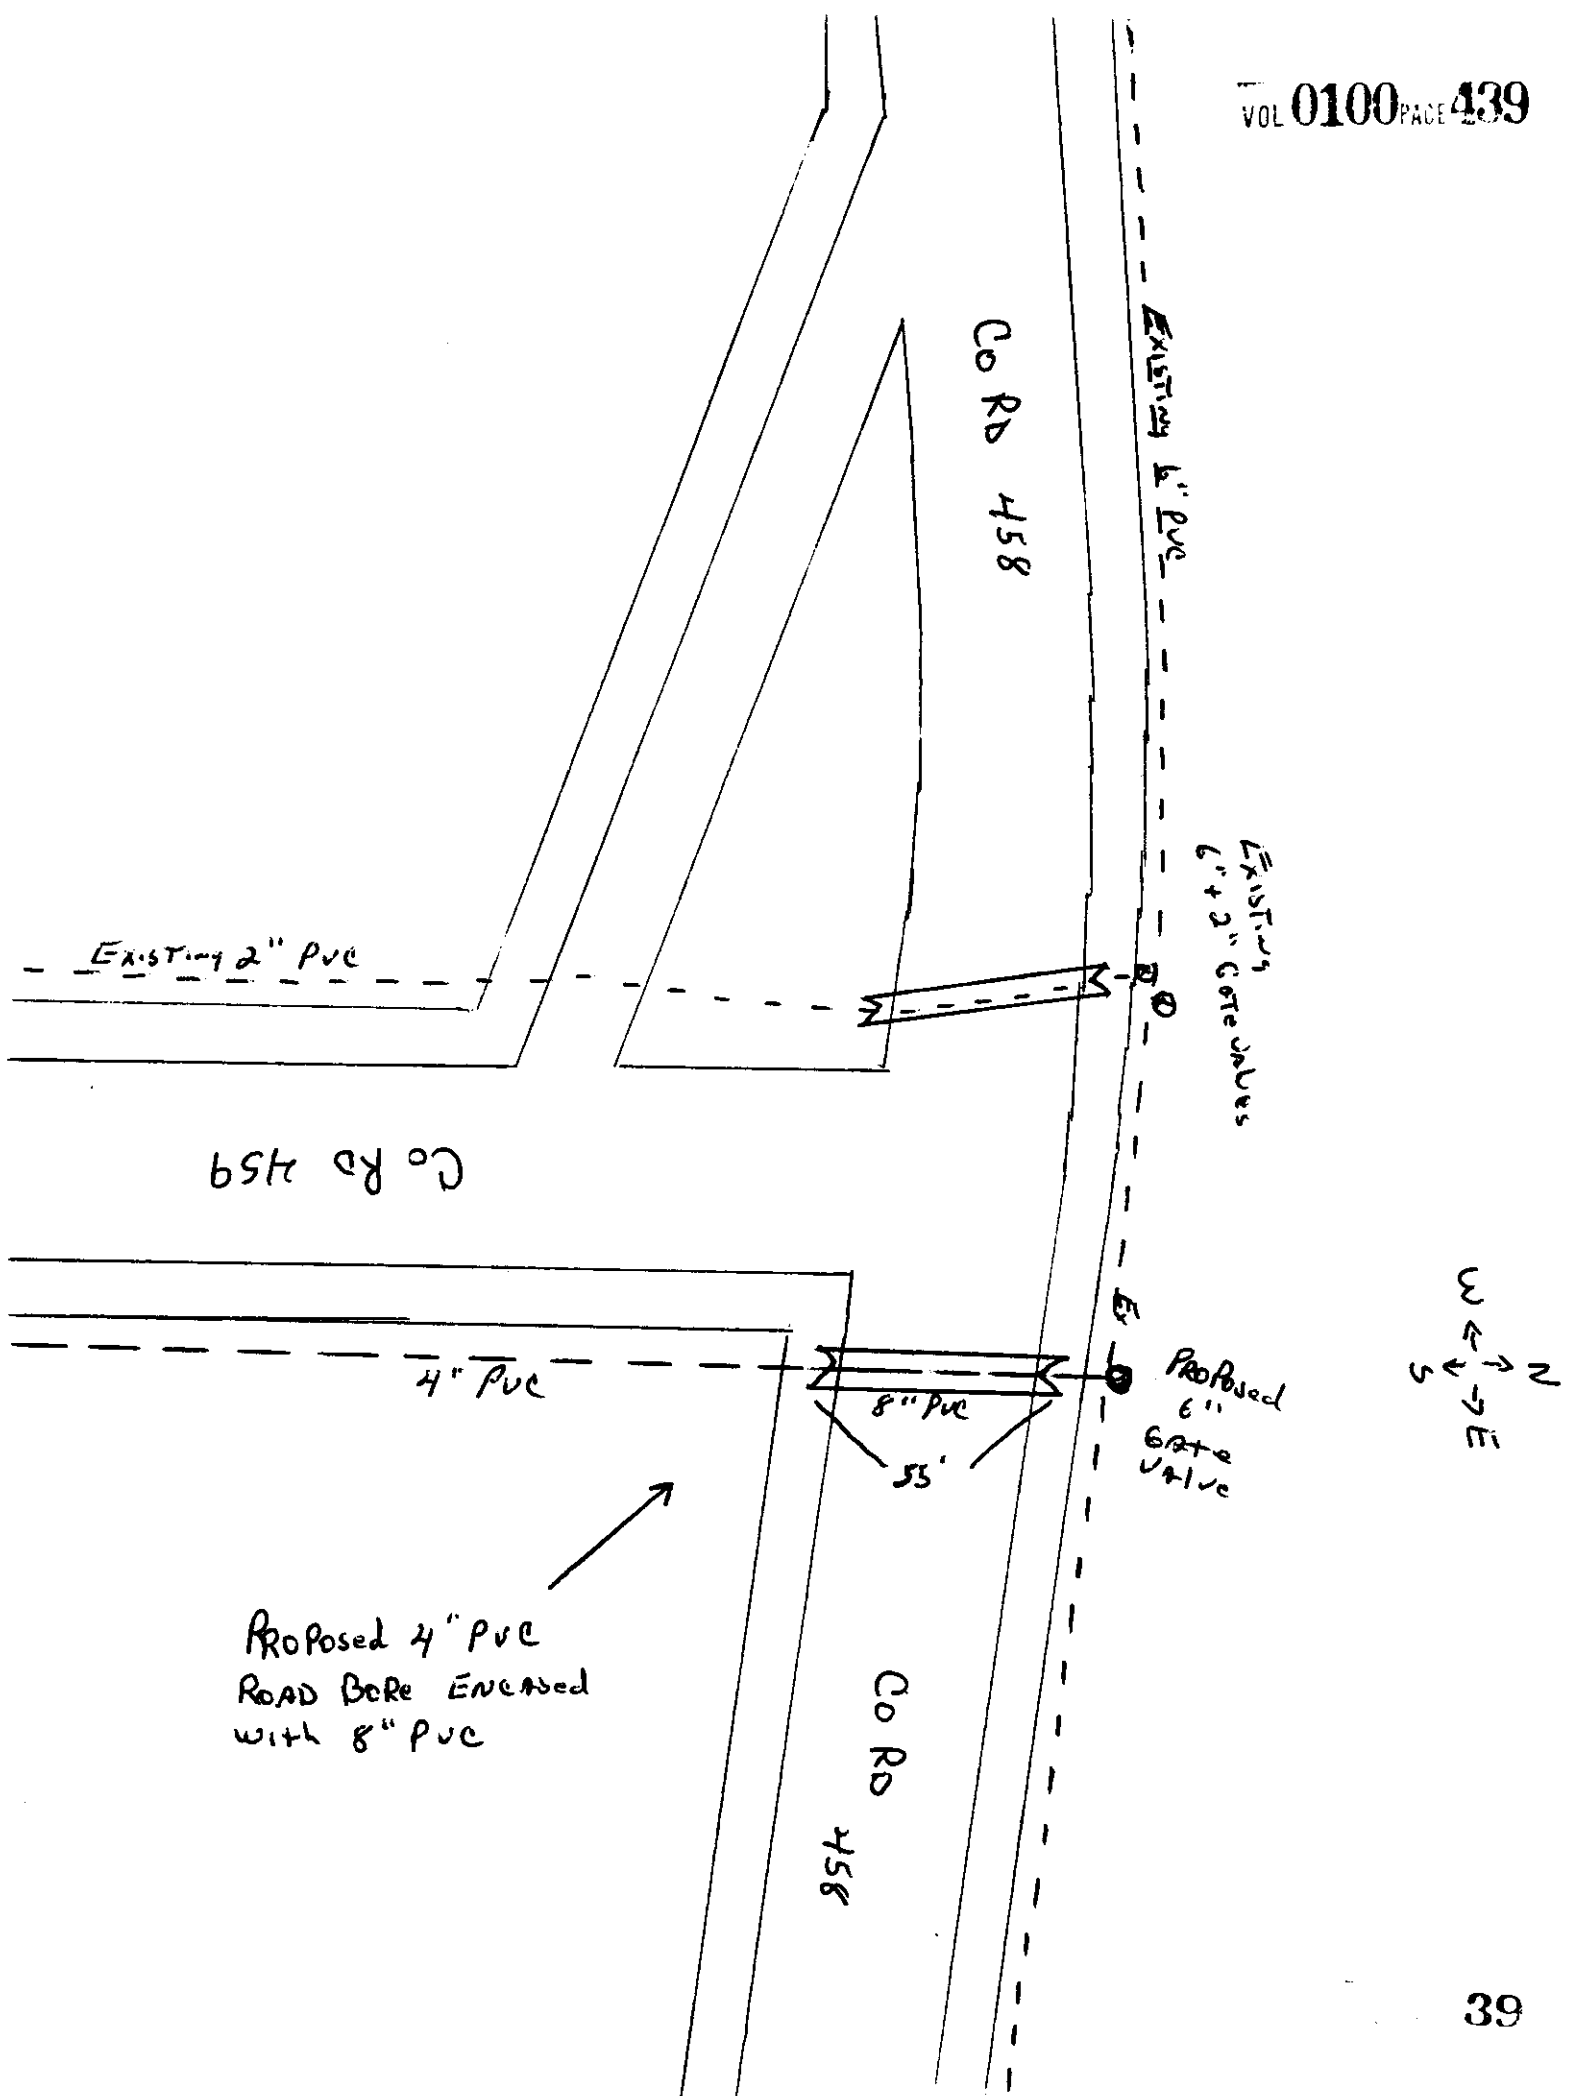 VOL 0100 PAGE 439
Existing 6" PVC
Co RD 458
Existing
6" + 2" Gate Valves
Existing 2" PVC
Co RD 459
W
S N
E
Ex
Proposed
6"
Gate
Valve
4" PVC
8" PVC
55'
Proposed 4" PVC
Road Bore Encased
with 8" PVC
Co RD 458
39